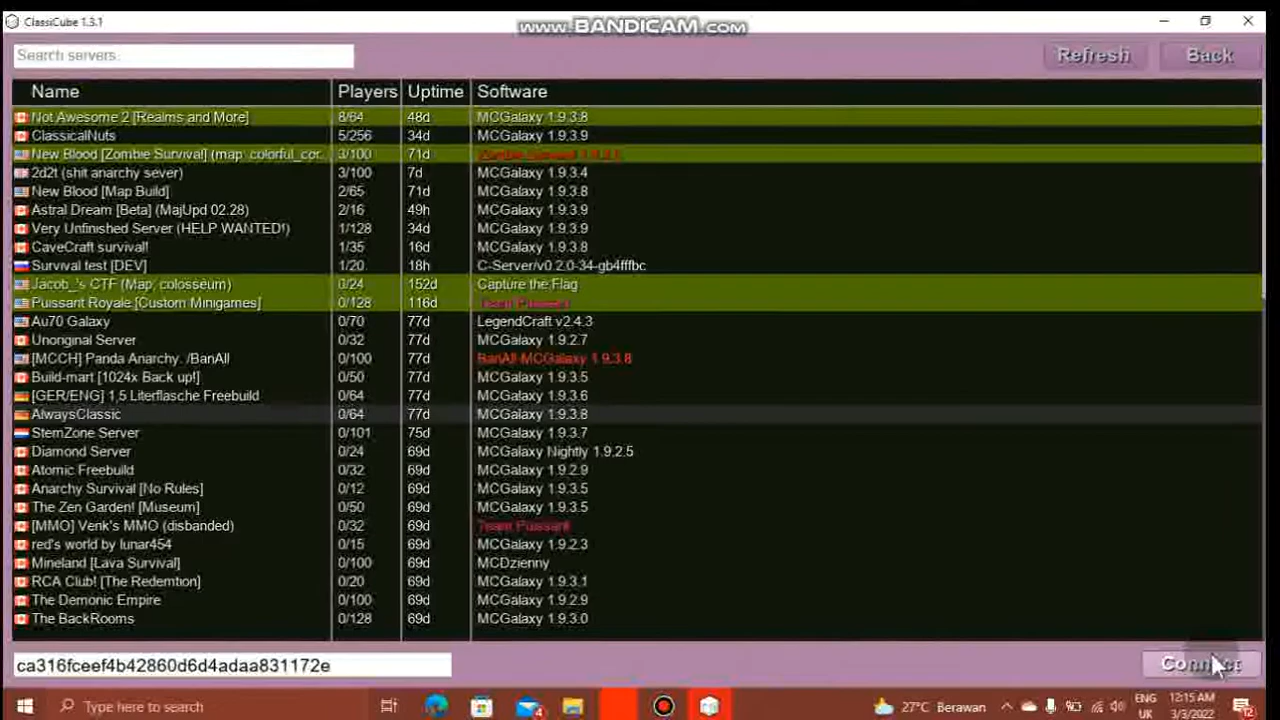 ClassiCube 1.3.1
www.BANDICAM.com
Search servers.
Refresh
Back
Name Players Uptime Software
Not Awesome 2 [Realms and More] 8/64 48d MCGalaxy 1.9.3.8
ClassicalNuts 5/256 34d MCGalaxy 1.9.3.9
New Blood [Zombie Survival] (map: colorful_cor... 3/100 71d
2d2t (shit anarchy sever) 3/100 7d MCGalaxy 1.9.3.4
New Blood [Map Build] 2/65 71d MCGalaxy 1.9.3.8
Astral Dream [Beta] (MajUpd 02.28) 2/16 49h MCGalaxy 1.9.3.9
Very Unfinished Server (HELP WANTED!) 1/128 34d MCGalaxy 1.9.3.9
CaveCraft survival! 1/35 16d MCGalaxy 1.9.3.8
Survival test [DEV] 1/20 18h C-Server/v0.2.0-34-gb4fffbc
Jacob_'s CTF (Map: colosseum) 0/24 152d Capture the Flag
Puissant Royale [Custom Minigames] 0/128 116d Team Puissant
Au70 Galaxy 0/70 77d LegendCraft v2.4.3
Unoriginal Server 0/32 77d MCGalaxy 1.9.2.7
[MCCH] Panda Anarchy. /BanAll 0/100 77d BanAll-MCGalaxy 1.9.3.8
Build-mart [1024x Back up!] 0/50 77d MCGalaxy 1.9.3.5
[GER/ENG] 1,5 Literflasche Freebuild 0/64 77d MCGalaxy 1.9.3.6
AlwaysClassic 0/64 77d MCGalaxy 1.9.3.8
StemZone Server 0/101 75d MCGalaxy 1.9.3.7
Diamond Server 0/24 69d MCGalaxy Nightly 1.9.2.5
Atomic Freebuild 0/32 69d MCGalaxy 1.9.2.9
Anarchy Survival [No Rules] 0/12 69d MCGalaxy 1.9.3.5
The Zen Garden! [Museum] 0/50 69d MCGalaxy 1.9.3.5
[MMO] Venk's MMO (disbanded) 0/32 69d Team Puissant
red's world by lunar454 0/15 69d MCGalaxy 1.9.2.3
Mineland [Lava Survival] 0/100 69d MCDzienny
RCA Club! [The Redemtion] 0/20 69d MCGalaxy 1.9.3.1
The Demonic Empire 0/100 69d MCGalaxy 1.9.2.9
The BackRooms 0/128 69d MCGalaxy 1.9.3.0
ca316fceef4b42860d6d4adaa831172e
Connect
Type here to search
4
27°C Berawan
ENG
UK
12:15 AM
3/3/2022
12